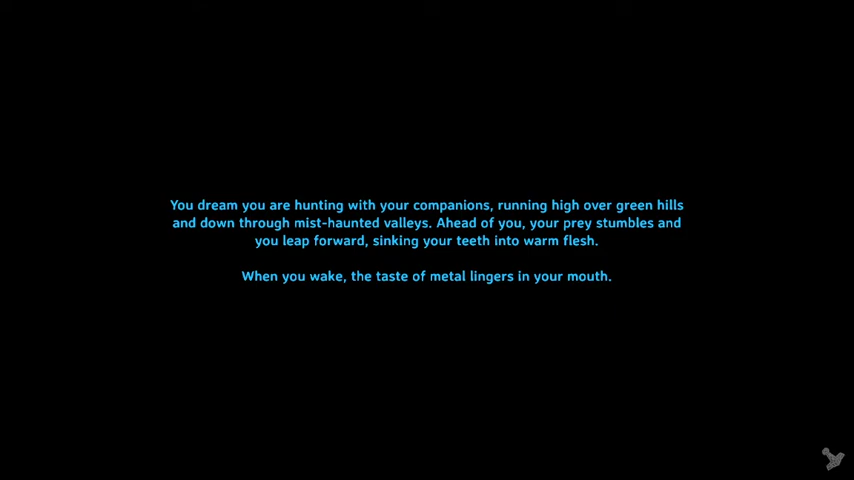 You dream you are hunting with your companions, running high over green hills
and down through mist-haunted valleys. Ahead of you, your prey stumbles and
you leap forward, sinking your teeth into warm flesh.
When you wake, the taste of metal lingers in your mouth.